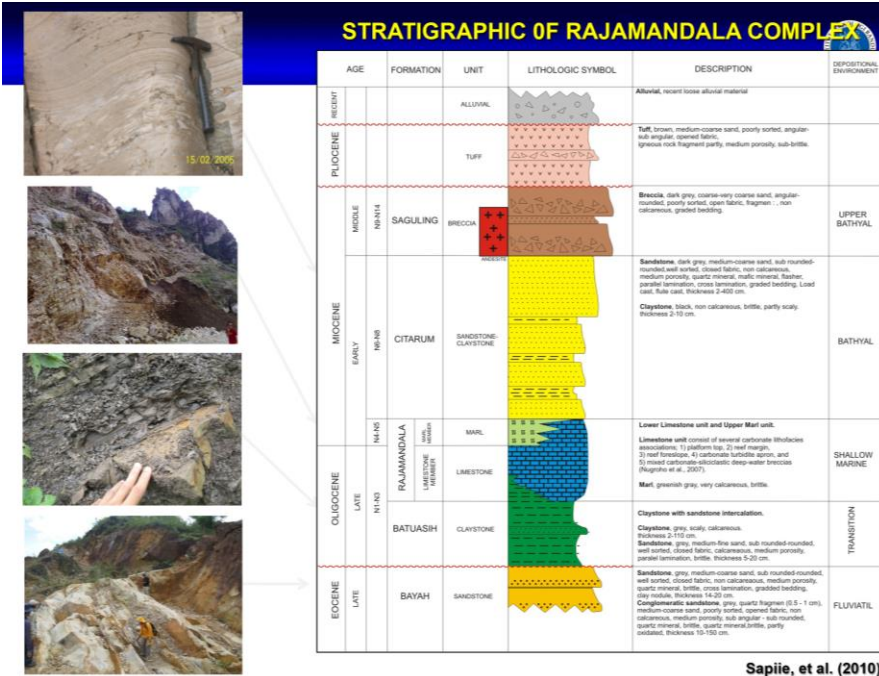 STRATIGRAPHIC 0F RAJAMANDALA COMPLEX
15/02/2006
AGE
FORMATION
UNIT
LITHOLOGIC SYMBOL
DESCRIPTION
DEPOSITIONAL
ENVIRONMENT
RECENT
ALLUVIAL
Alluvial, recent loose alluvial material
PLIOCENE
TUFF
Tuff, brown, medium-coarse sand, poorly sorted, angular-
sub angular, opened fabric,
igneous rock fragment partly, medium porosity, sub-brittle.
MIOCENE
MIDDLE
N9-N14
SAGULING
BRECCIA
ANDESITE
Breccia, dark grey, coarse-very coarse sand, angular-
rounded, poorly sorted, open fabric, fragmen : , non
calcareous, graded bedding.
UPPER
BATHYAL
EARLY
N6-N8
CITARUM
SANDSTONE-
CLAYSTONE
Sandstone, dark grey, medium-coarse sand, sub rounded-
rounded,well sorted, closed fabric, non calcareous,
medium porosity, quartz mineral, mafic mineral, flasher,
parallel lamination, cross lamination, graded bedding, Load
cast, flute cast, thickness 2-400 cm.
Claystone, black, non calcareous, brittle, partly scaly.
thickness 2-10 cm.
BATHYAL
N4-N5
RAJAMANDALA
MARL
MEMBER
MARL
Lower Limestone unit and Upper Marl unit.
OLIGOCENE
LATE
N1-N3
LIMESTONE
MEMBER
LIMESTONE
Limestone unit consist of several carbonate lithofacies
associations; 1) platform top, 2) reef margin,
3) reef foreslope, 4) carbonate turbidite apron, and
5) mixed carbonate-siliciclastic deep-water breccias
(Nugroho et al., 2007).
Marl, greenish gray, very calcareous, brittle.
SHALLOW
MARINE
BATUASIH
CLAYSTONE
Claystone with sandstone intercalation.
Claystone, grey, scaly, calcareous.
thickness 2-110 cm.
Sandstone, grey, medium-fine sand, sub rounded-rounded,
well sorted, closed fabric, calcareaous, medium porosity,
paralel lamination, brittle. thickness 5-20 cm.
TRANSITION
EOCENE
LATE
BAYAH
SANDSTONE
Sandstone, grey, medium-coarse sand, sub rounded-rounded,
well sorted, closed fabric, non calcareaous, medium porosity,
quartz mineral, brittle, cross lamination, gradded bedding,
clay nodule, thickness 14-20 cm.
Conglomeratic sandstone, grey, quartz fragmen (0.5 - 1 cm),
medium-coarse sand, poorly sorted, opened fabric, non
calcareous, medium porosity, sub angular - sub rounded,
quartz mineral, brittle, quartz mineral,brittle, partly
oxidated, thickness 10-150 cm.
FLUVIATIL
Sapiie, et al. (2010)